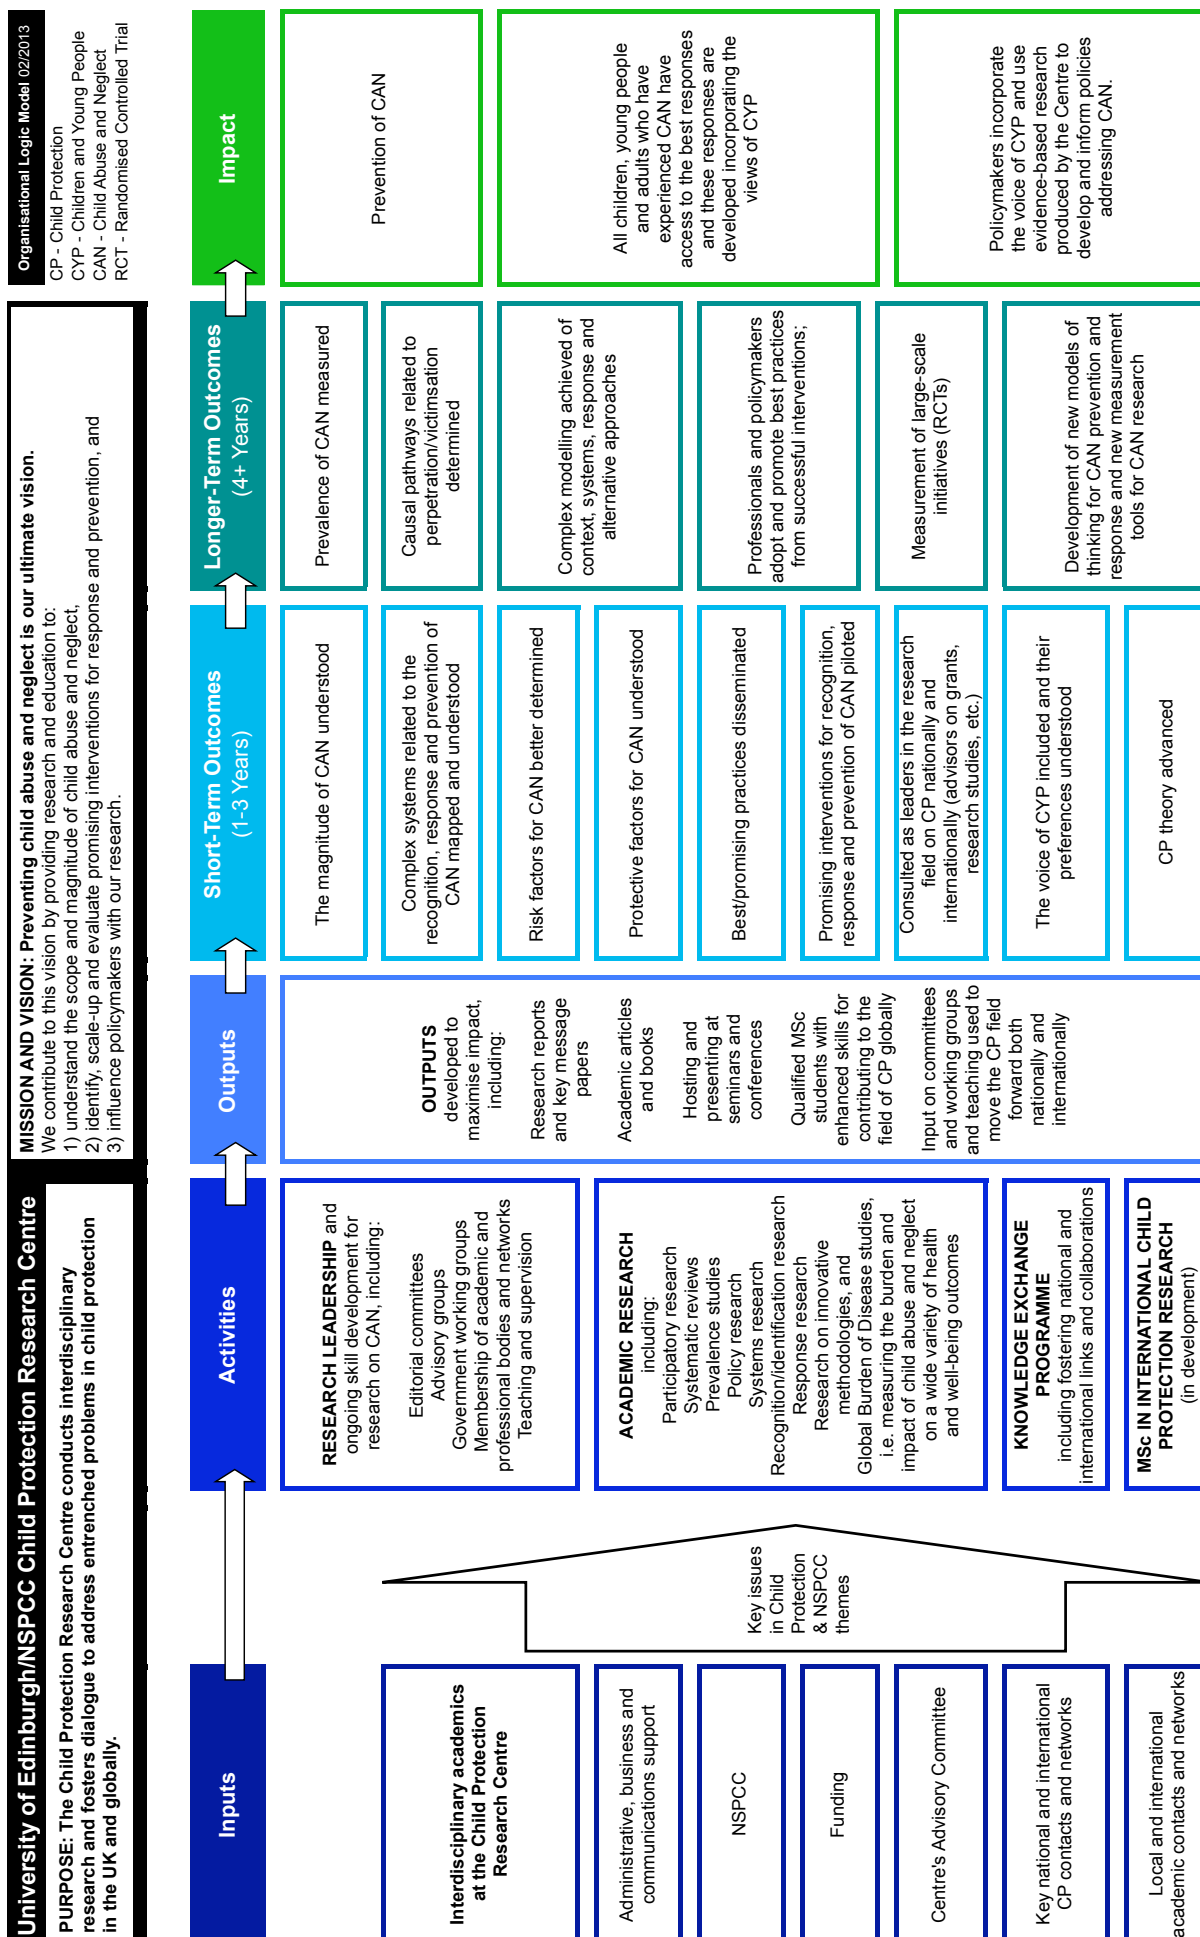 University of Edinburgh/NSPCC Child Protection Research Centre
PURPOSE: The Child Protection Research Centre conducts interdisciplinary
research and fosters dialogue to address entrenched problems in child protection
in the UK and globally.
MISSION AND VISION: Preventing child abuse and neglect is our ultimate vision.
We contribute to this vision by providing research and education to:
1) understand the scope and magnitude of child abuse and neglect,
2) identify, scale-up and evaluate promising interventions for response and prevention, and
3) influence policymakers with our research.
Organisational Logic Model 02/2013
CP - Child Protection
CYP - Children and Young People
CAN - Child Abuse and Neglect
RCT - Randomised Controlled Trial
Inputs
Interdisciplinary academics
at the Child Protection
Research Centre
Administrative, business and
communications support
NSPCC
Funding
Centre's Advisory Committee
Key national and international
CP contacts and networks
Local and international
academic contacts and networks
Key issues
in Child
Protection
& NSPCC
themes
Activities
RESEARCH LEADERSHIP and
ongoing skill development for
research on CAN, including:
Editorial committees
Advisory groups
Government working groups
Membership of academic and
professional bodies and networks
Teaching and supervision
ACADEMIC RESEARCH
including:
Participatory research
Systematic reviews
Prevalence studies
Policy research
Systems research
Recognition/identification research
Response research
Research on innovative
methodologies, and
Global Burden of Disease studies,
i.e. measuring the burden and
impact of child abuse and neglect
on a wide variety of health
and well-being outcomes
KNOWLEDGE EXCHANGE
PROGRAMME
including fostering national and
international links and collaborations
MSc IN INTERNATIONAL CHILD
PROTECTION RESEARCH
(in development)
Outputs
OUTPUTS
developed to
maximise impact,
including:
Research reports
and key message
papers
Academic articles
and books
Hosting and
presenting at
seminars and
conferences
Qualified MSc
students with
enhanced skills for
contributing to the
field of CP globally
Input on committees
and working groups
and teaching used to
move the CP field
forward both
nationally and
internationally
Short-Term Outcomes
(1-3 Years)
The magnitude of CAN understood
Complex systems related to the
recognition, response and prevention of
CAN mapped and understood
Risk factors for CAN better determined
Protective factors for CAN understood
Best/promising practices disseminated
Promising interventions for recognition,
response and prevention of CAN piloted
Consulted as leaders in the research
field on CP nationally and
internationally (advisors on grants,
research studies, etc.)
The voice of CYP included and their
preferences understood
CP theory advanced
Longer-Term Outcomes
(4+ Years)
Prevalence of CAN measured
Causal pathways related to
perpetration/victimsation
determined
Complex modelling achieved of
context, systems, response and
alternative approaches
Professionals and policymakers
adopt and promote best practices
from successful interventions;
Measurement of large-scale
initiatives (RCTs)
Development of new models of
thinking for CAN prevention and
response and new measurement
tools for CAN research
Impact
Prevention of CAN
All children, young people
and adults who have
experienced CAN have
access to the best responses
and these responses are
developed incorporating the
views of CYP
Policymakers incorporate
the voice of CYP and use
evidence-based research
produced by the Centre to
develop and inform policies
addressing CAN.